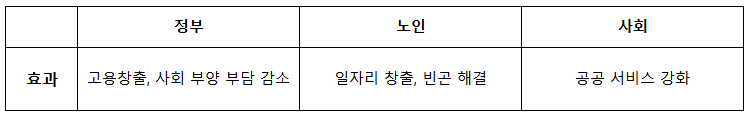 정부 노인 사회
효과 고용창출, 사회 부양 부담 감소 일자리 창출, 빈곤 해결 공공 서비스 강화